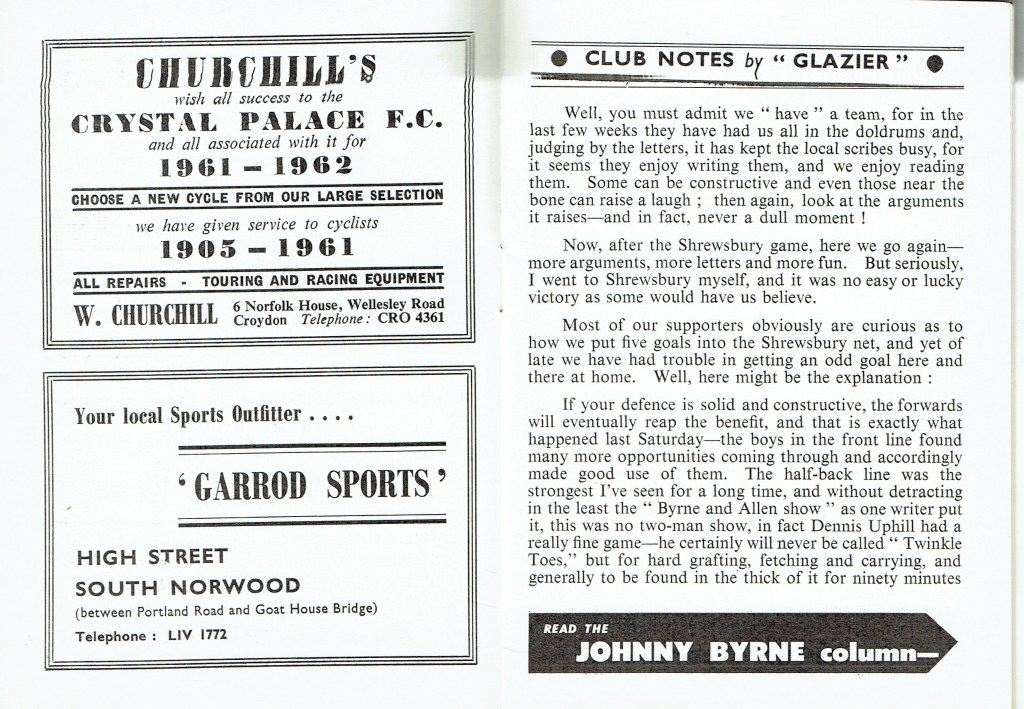 CHURCHILL'S
wish all success to the
CRYSTAL PALACE F.C.
and all associated with it for
1961 – 1962
CHOOSE A NEW CYCLE FROM OUR LARGE SELECTION
we have given service to cyclists
1905 – 1961
ALL REPAIRS - TOURING AND RACING EQUIPMENT
W. CHURCHILL 6 Norfolk House, Wellesley Road
Croydon Telephone: CRO 4361
Your local Sports Outfitter . . . .
‘GARROD SPORTS’
HIGH STREET
SOUTH NORWOOD
(between Portland Road and Goat House Bridge)
Telephone : LIV 1772
● CLUB NOTES by “ GLAZIER ” ●
Well, you must admit we “ have ” a team, for in the
last few weeks they have had us all in the doldrums and,
judging by the letters, it has kept the local scribes busy, for
it seems they enjoy writing them, and we enjoy reading
them. Some can be constructive and even those near the
bone can raise a laugh ; then again, look at the arguments
it raises—and in fact, never a dull moment !
Now, after the Shrewsbury game, here we go again—
more arguments, more letters and more fun. But seriously,
I went to Shrewsbury myself, and it was no easy or lucky
victory as some would have us believe.
Most of our supporters obviously are curious as to
how we put five goals into the Shrewsbury net, and yet of
late we have had trouble in getting an odd goal here and
there at home. Well, here might be the explanation :
If your defence is solid and constructive, the forwards
will eventually reap the benefit, and that is exactly what
happened last Saturday—the boys in the front line found
many more opportunities coming through and accordingly
made good use of them. The half-back line was the
strongest I've seen for a long time, and without detracting
in the least the “ Byrne and Allen show ” as one writer put
it, this was no two-man show, in fact Dennis Uphill had a
really fine game—he certainly will never be called “ Twinkle
Toes,” but for hard grafting, fetching and carrying, and
generally to be found in the thick of it for ninety minutes
READ THE
JOHNNY BYRNE column—